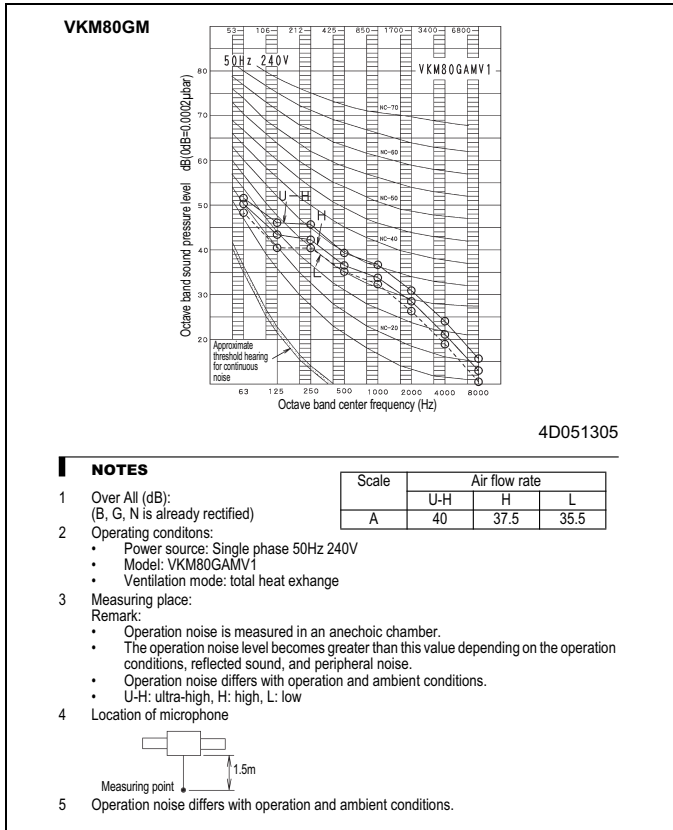 VKM80GM
53- 106- 212- 425- 850- 1700- 3400- 6800-
50Hz 240V
VKM80GAMV1
dB(0dB=0.0002µbar)
Octave band sound pressure level
80
70
60
50
40
30
20
NC-70
NC-60
NC-50
NC-40
NC-20
U-H
H
L
Approximate
threshold hearing
for continuous
noise
63 125 250 500 1000 2000 4000 8000
Octave band center frequency (Hz)
4D051305
NOTES
1 Over All (dB):
(B, G, N is already rectified)
Scale Air flow rate
U-H H L
A 40 37.5 35.5
2 Operating conditons:
• Power source: Single phase 50Hz 240V
• Model: VKM80GAMV1
• Ventilation mode: total heat exhange
3 Measuring place:
Remark:
• Operation noise is measured in an anechoic chamber.
• The operation noise level becomes greater than this value depending on the operation
conditions, reflected sound, and peripheral noise.
• Operation noise differs with operation and ambient conditions.
• U-H: ultra-high, H: high, L: low
4 Location of microphone
1.5m
Measuring point
5 Operation noise differs with operation and ambient conditions.